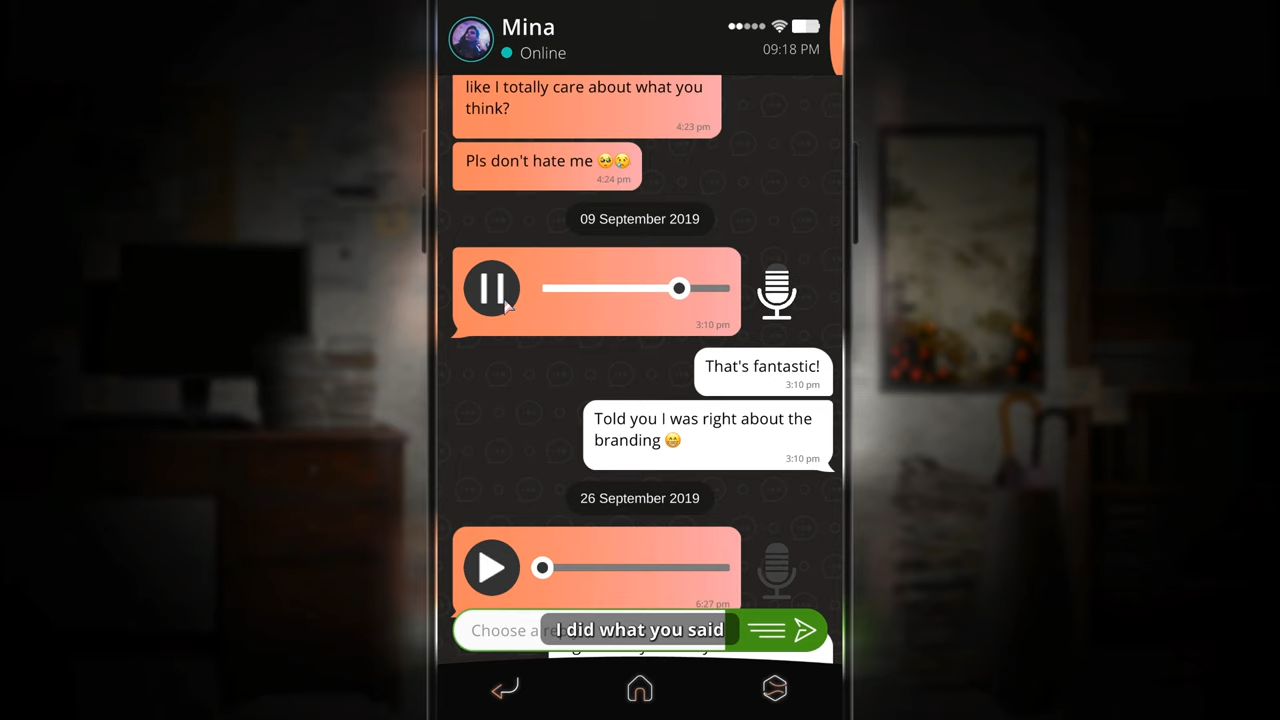 Mina
Online
09:18 PM
like I totally care about what you
think?
4:23 pm
Pls don't hate me 🥺😢
4:24 pm
09 September 2019
3:10 pm
That's fantastic!
3:10 pm
Told you I was right about the
branding 😁
3:10 pm
26 September 2019
6:27 pm
Choose a
I did what you said